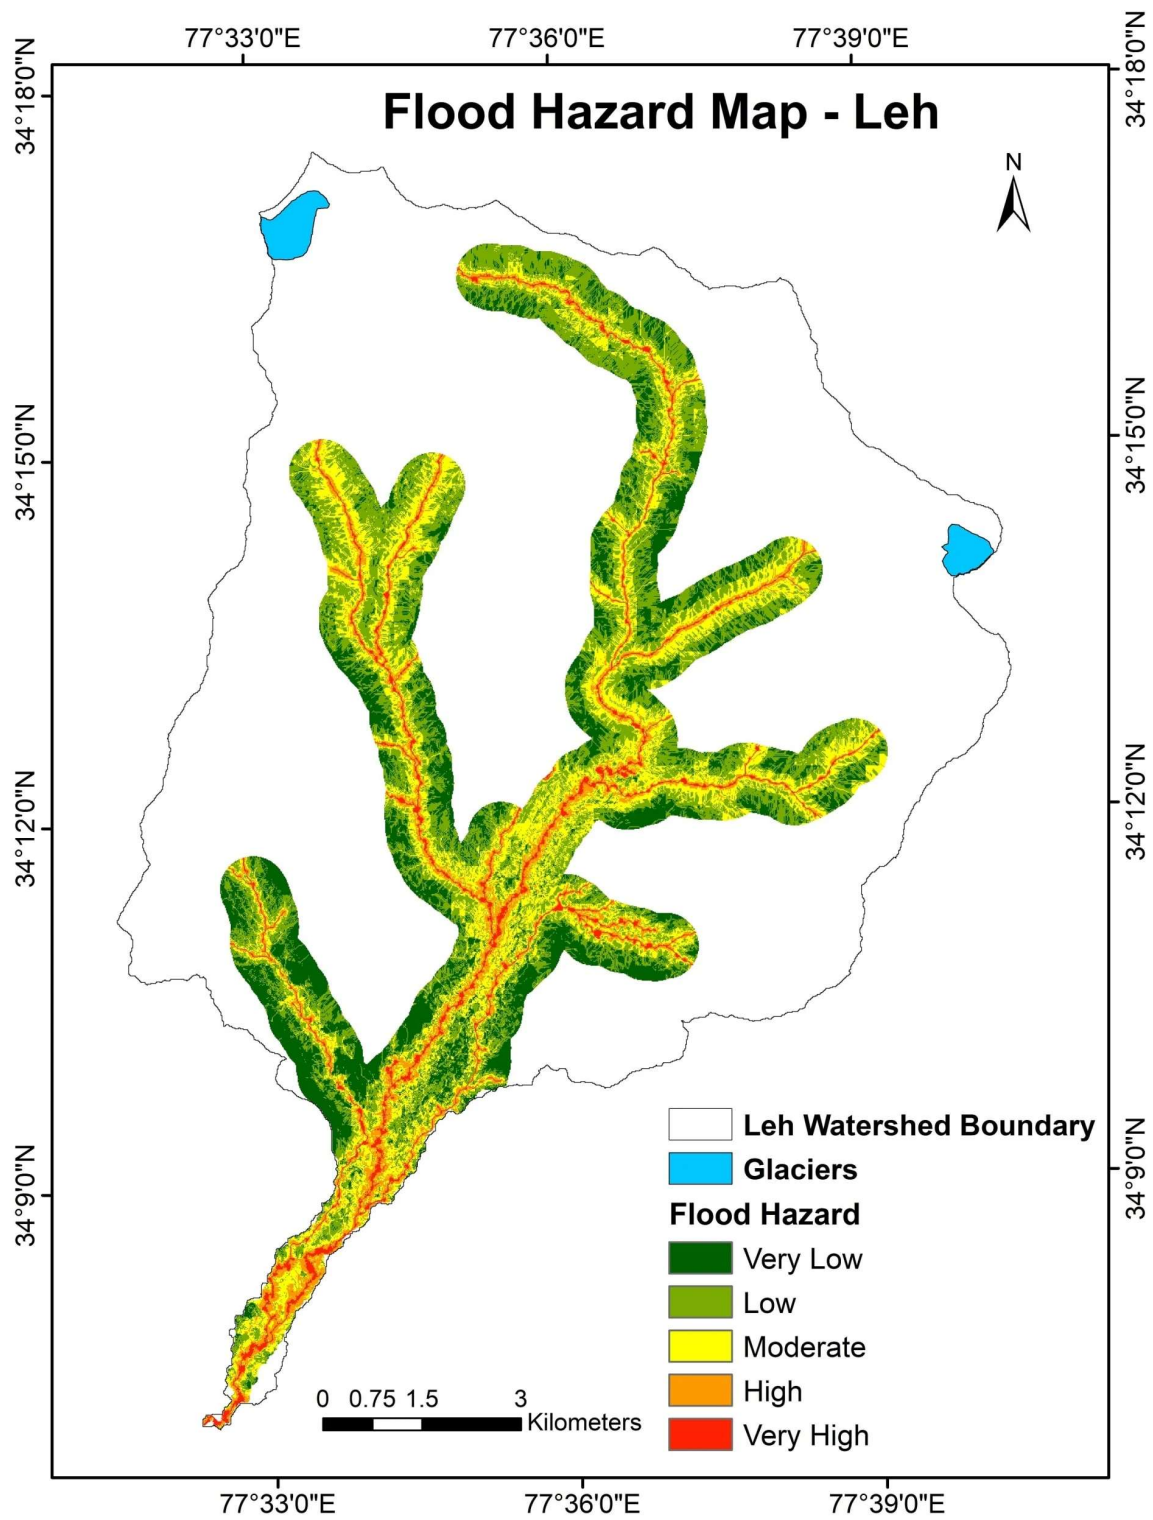 77°33'0"E 77°36'0"E 77°39'0"E
34°18'0"N 34°18'0"N
Flood Hazard Map - Leh
N
34°15'0"N 34°15'0"N
34°12'0"N 34°12'0"N
34°9'0"N 34°9'0"N
Leh Watershed Boundary
Glaciers
Flood Hazard
Very Low
Low
Moderate
High
Very High
0 0.75 1.5 3
Kilometers
77°33'0"E 77°36'0"E 77°39'0"E